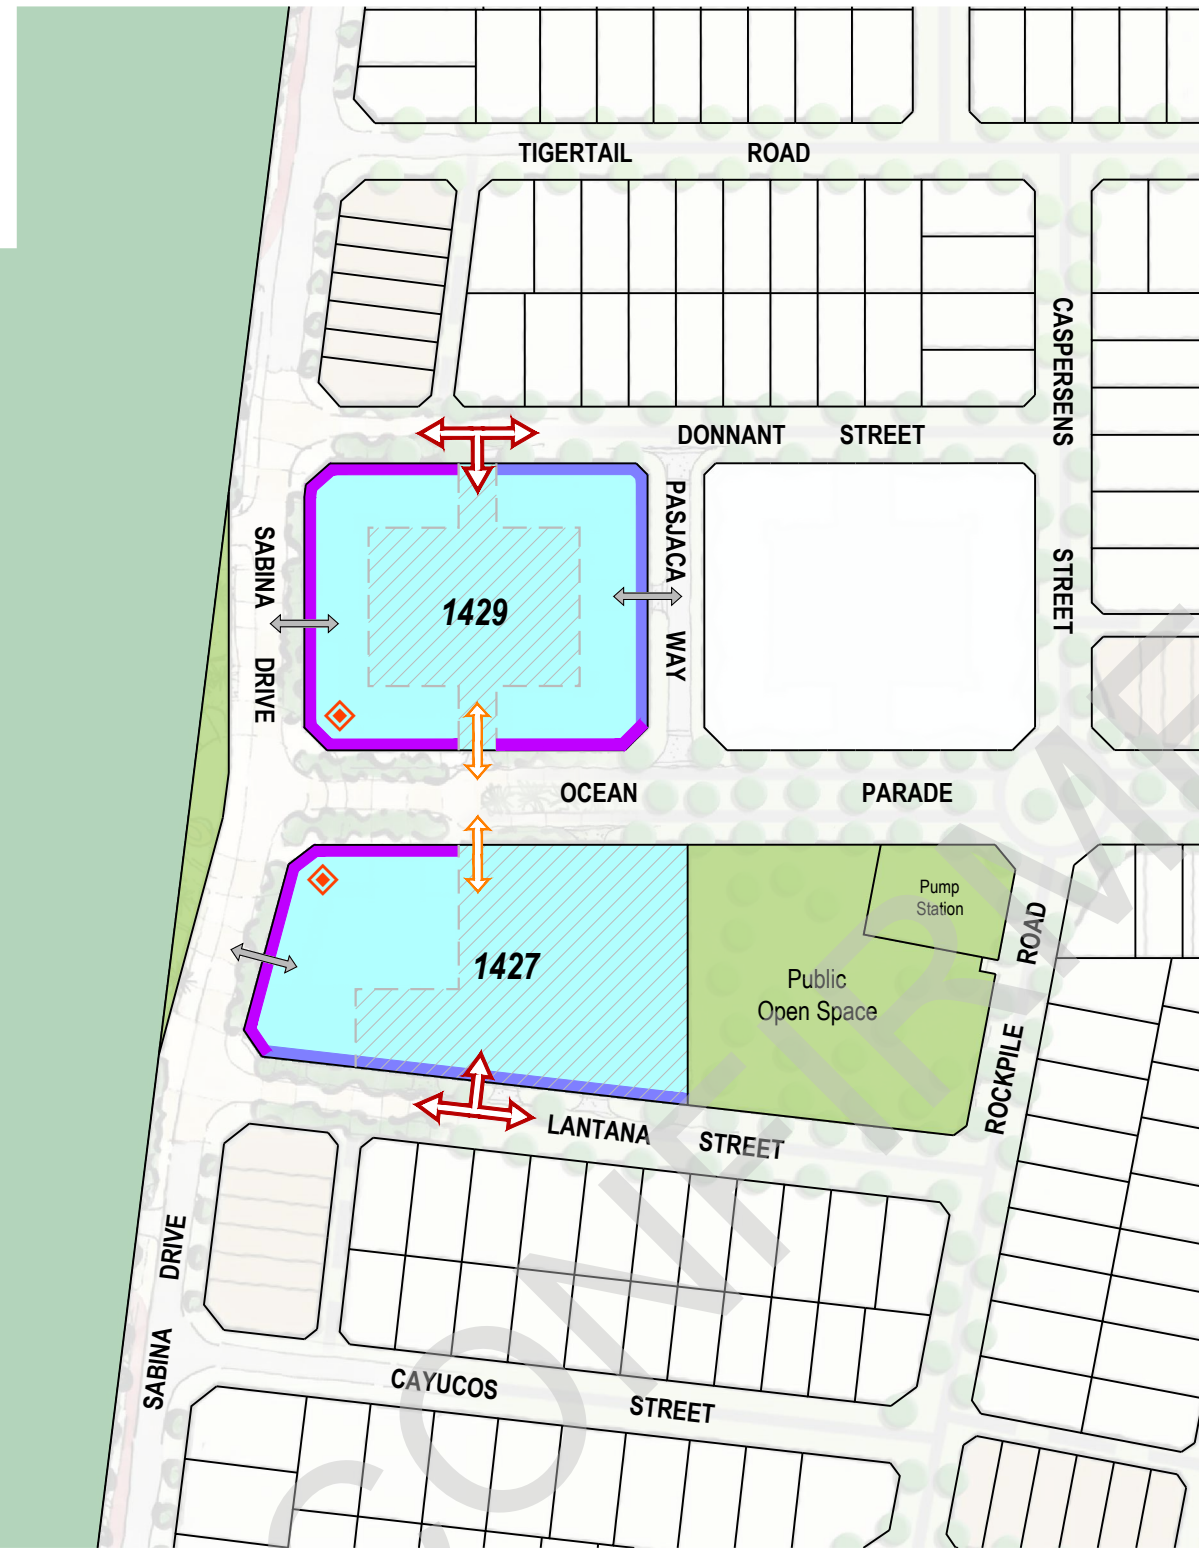 TIGERTAIL ROAD
CASPERSENS STREET
DONNANT STREET
PASJACA WAY
SABINA DRIVE
1429
OCEAN PARADE
Pump
Station
1427
Public
Open Space
ROCKPILE ROAD
LANTANA STREET
SABINA DRIVE
CAYUCOS STREET
CONFIRME